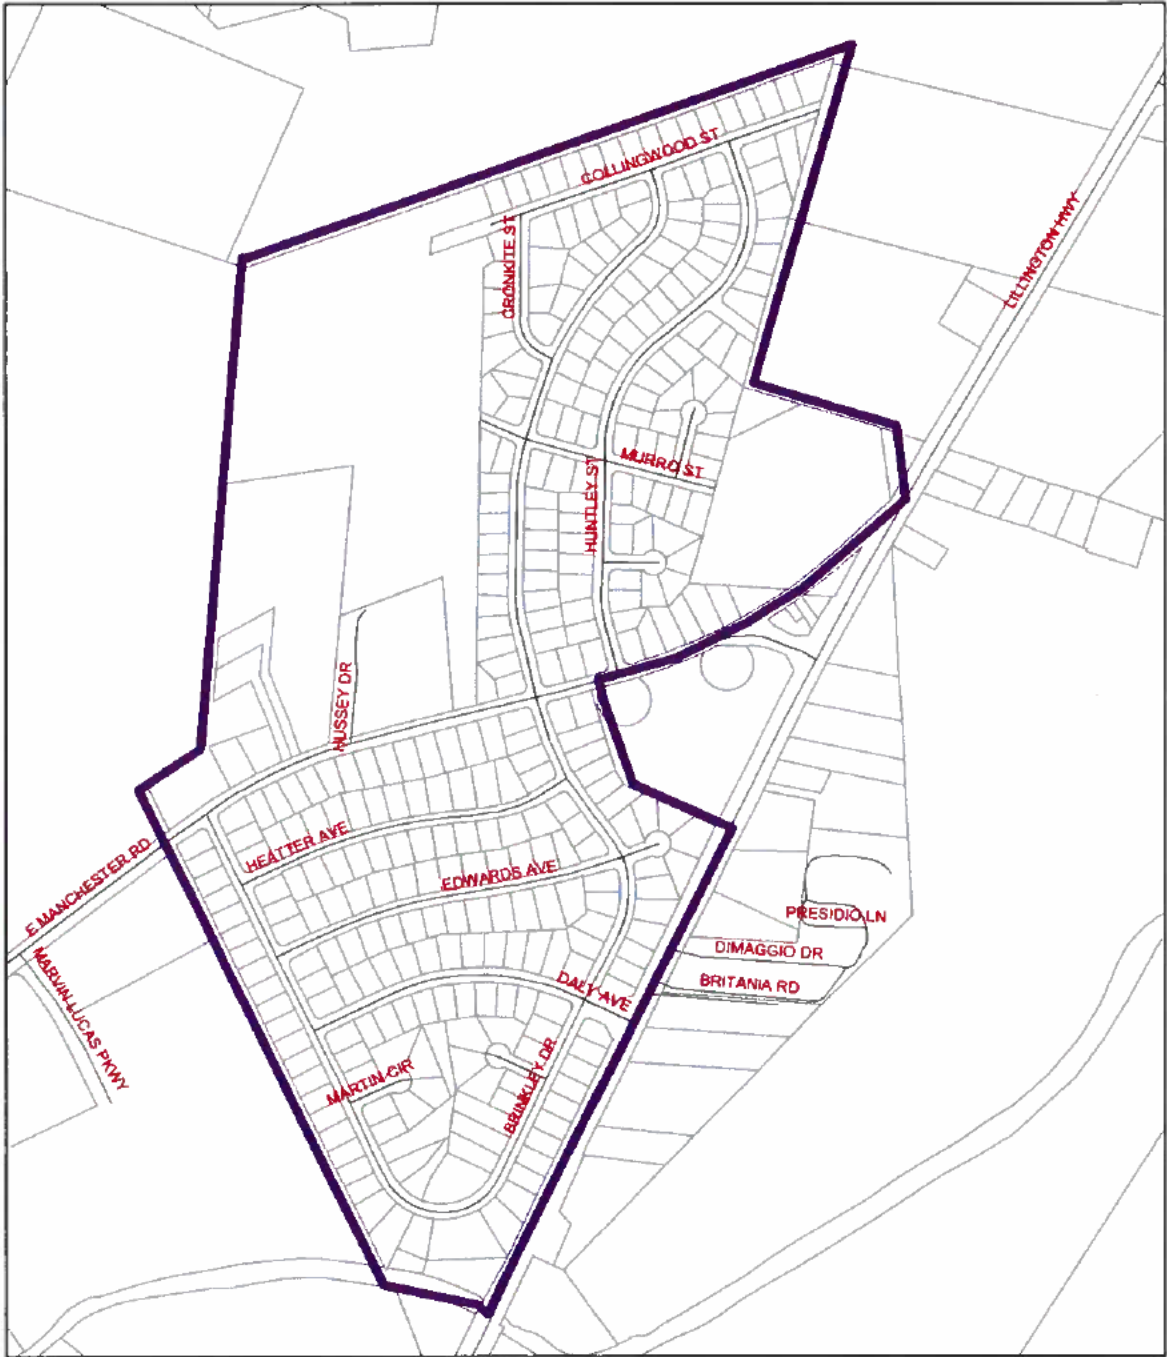 COLLINGWOOD ST
CRONKITE ST
LILLINGTON HWY
MURRO ST
HUNTLEY ST
HUSSEY DR
HEATTER AVE
E MANCHESTER RD
EDWARDS AVE
PRESIDIO LN
DIMAGGIO DR
BRITANIA RD
DALY AVE
MARVIN LUCAS PKWY
MARTIN CIR
BRINKLEY DR